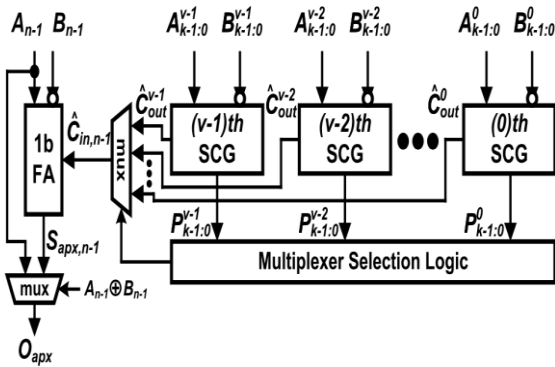 A_{n-1} B_{n-1} A^{v-1}_{k-1:0} B^{v-1}_{k-1:0} A^{v-2}_{k-1:0} B^{v-2}_{k-1:0} A^{0}_{k-1:0} B^{0}_{k-1:0}
Ĉ_{in,n-1} Ĉ^{v-1}_{out} Ĉ^{v-2}_{out} Ĉ^{0}_{out}
1b
FA
mux
(v-1)th
SCG
(v-2)th
SCG
(0)th
SCG
P^{v-1}_{k-1:0} P^{v-2}_{k-1:0} P^{0}_{k-1:0}
S_{apx,n-1}
Multiplexer Selection Logic
mux
A_{n-1}⊕B_{n-1}
O_{apx}